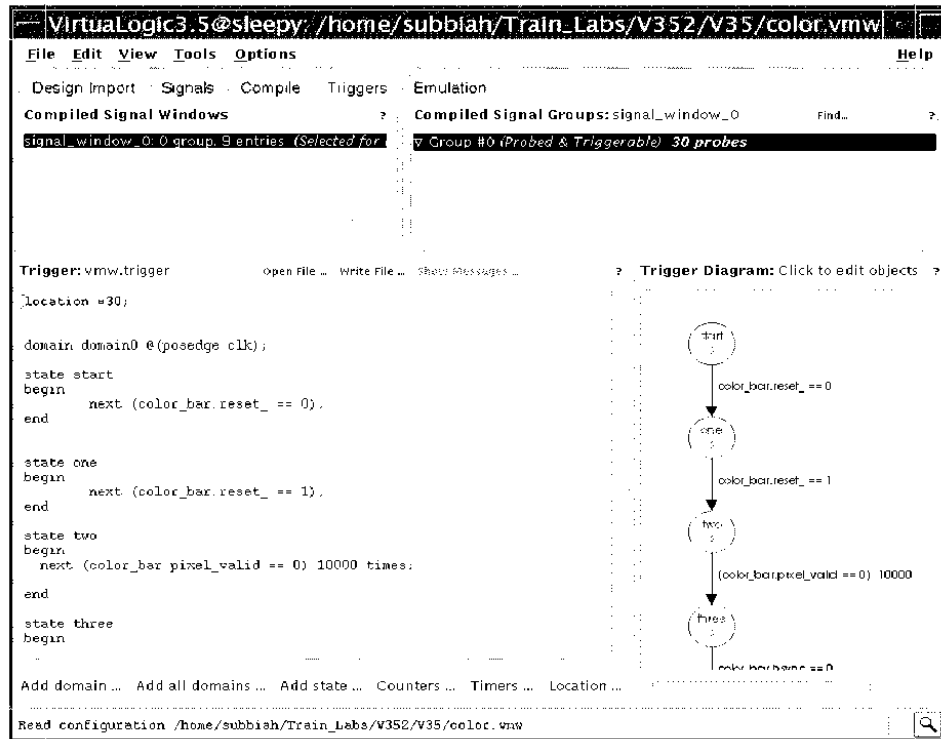 VirtuaLogic3.5@sleepy: /home/subbiah/Train_Labs/V352/V35/color.vmw
File Edit View Tools Options Help
Design Import Signals Compile Triggers Emulation
Compiled Signal Windows ?
signal_window_0: 0 group, 9 entries (Selected for
Compiled Signal Groups: signal_window_0 Find... ?
▽ Group #0 (Probed & Triggerable) 30 probes
Trigger: vmw.trigger Open File ... Write File ... Show Messages ... ?
location =30;
domain domain0 @(posedge clk);
state start
begin
next (color_bar.reset_ == 0);
end
state one
begin
next (color_bar.reset_ == 1);
end
state two
begin
next (color_bar.pixel_valid == 0) 10000 times;
end
state three
begin
Trigger Diagram: Click to edit objects ?
start
color_bar.reset_ == 0
one
color_bar.reset_ == 1
two
(color_bar.pixel_valid == 0) 10000
three
color_bar.hsync == 0
Add domain ... Add all domains ... Add state ... Counters ... Timers ... Location ...
Read configuration /home/subbiah/Train_Labs/V352/V35/color.vmw